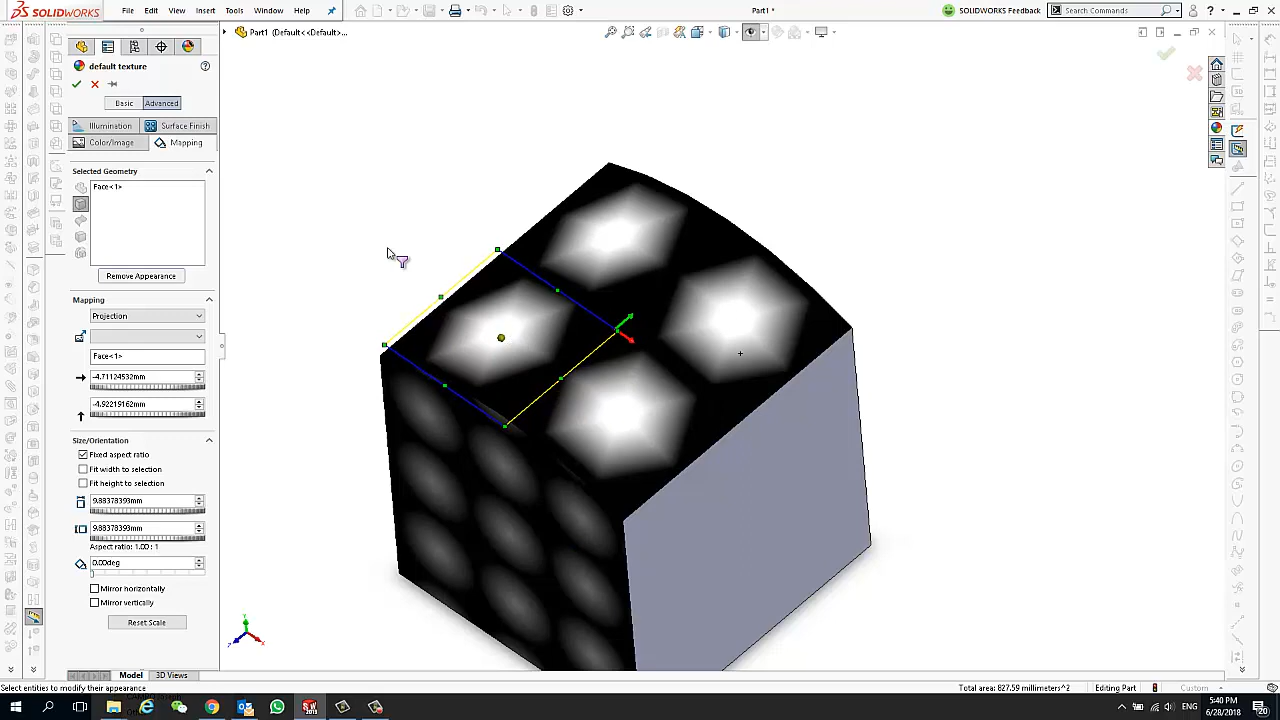 SOLIDWORKS
File Edit View Insert Tools Window Help
Part1 *
SOLIDWORKS Feedback
Search Commands
Part1 (Default<<Default>...
default texture
Basic Advanced
Illumination Surface Finish
Color/Image Mapping
Selected Geometry
Face<1>
Remove Appearance
Mapping
Projection
Face<1>
-4.71124532mm
-4.92219162mm
Size/Orientation
Fixed aspect ratio
Fit width to selection
Fit height to selection
9.88378393mm
9.88378393mm
Aspect ratio: 1.00 : 1
0.00deg
Mirror horizontally
Mirror vertically
Reset Scale
Model 3D Views
Select entities to modify their appearance
Total area: 827.59 millimeters^2
Editing Part
Custom
ENG
5:40 PM
6/28/2018
20